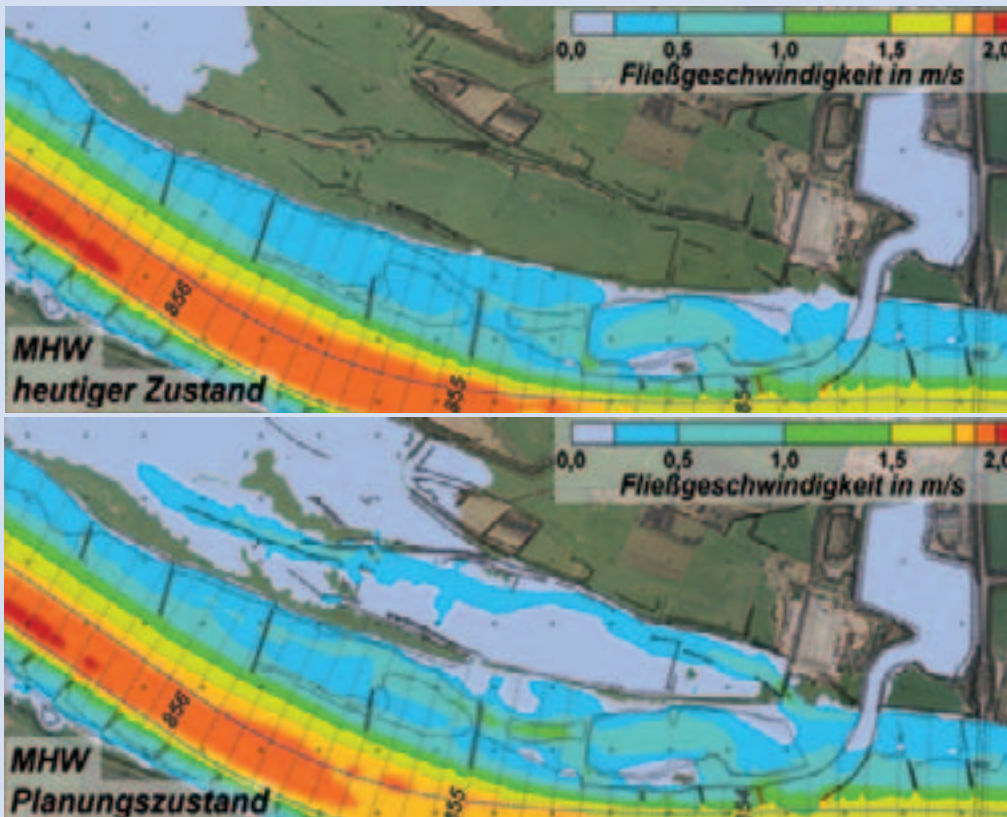 0,0 0,5 1,0 1,5 2,0
Fließgeschwindigkeit in m/s
856
855
854
MHW
heutiger Zustand
0,0 0,5 1,0 1,5 2,0
Fließgeschwindigkeit in m/s
856
855
854
MHW
Planungszustand